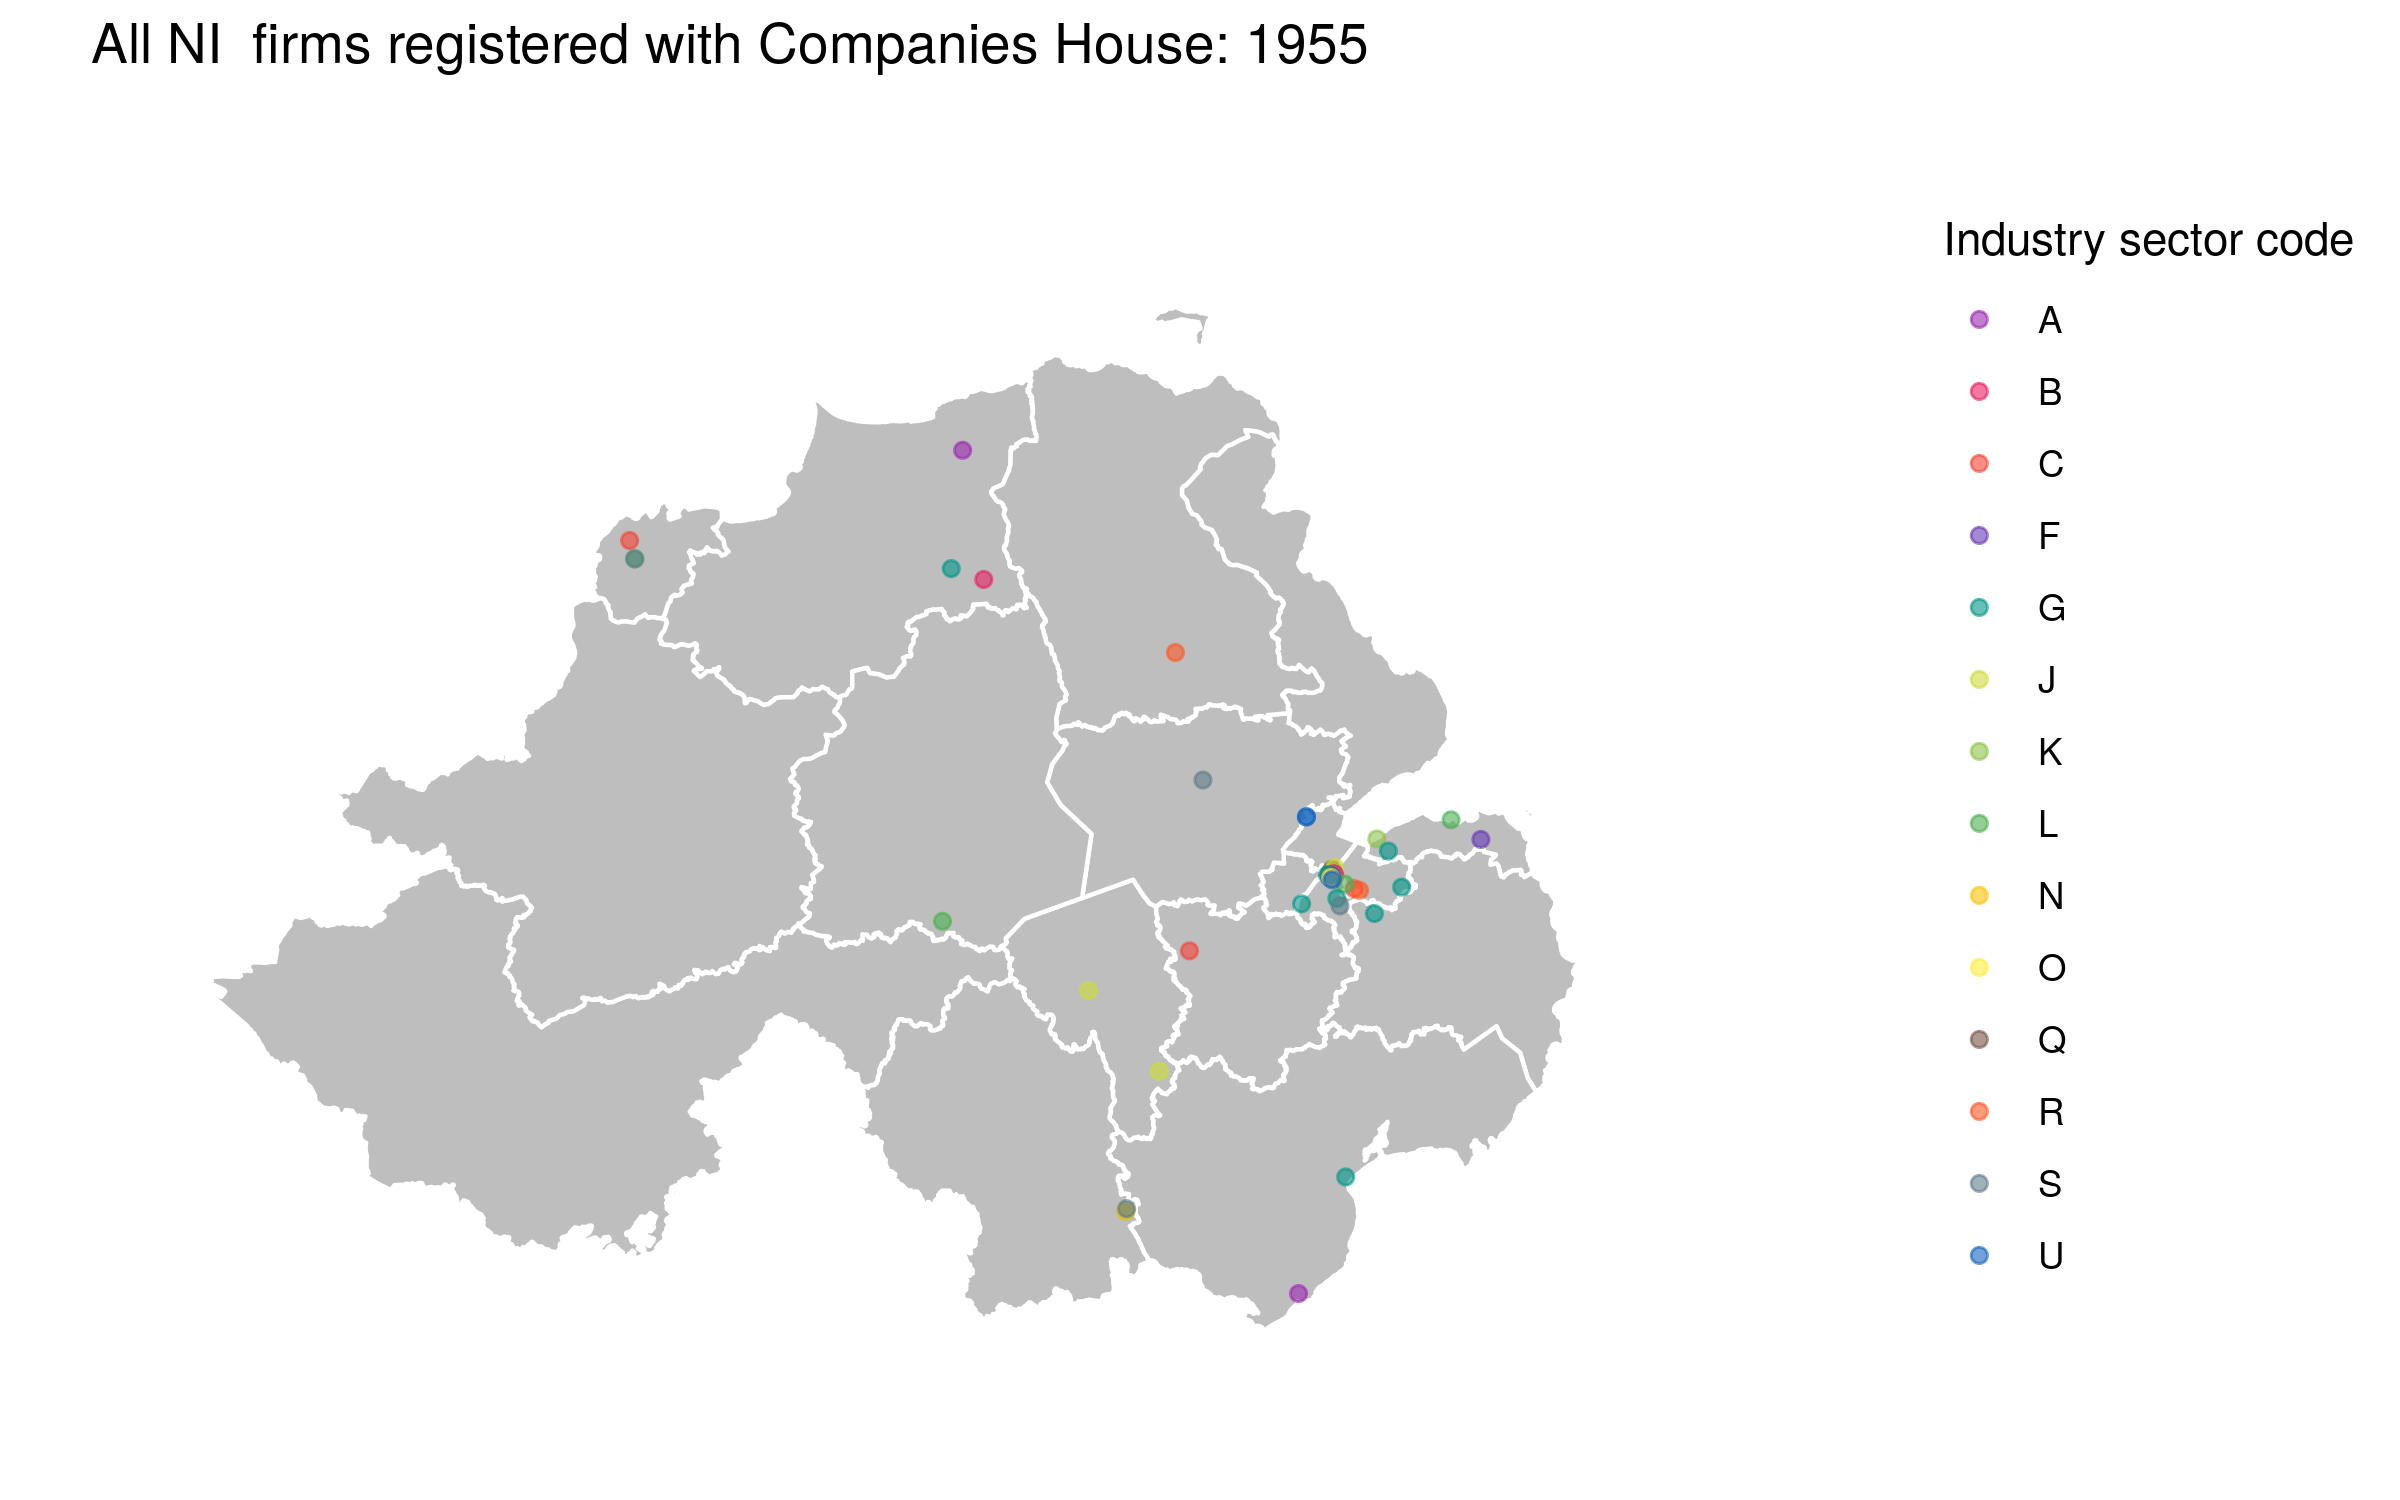 All NI  firms registered with Companies House: 1955
Industry sector code
A
B
C
F
G
J
K
L
N
O
Q
R
S
U